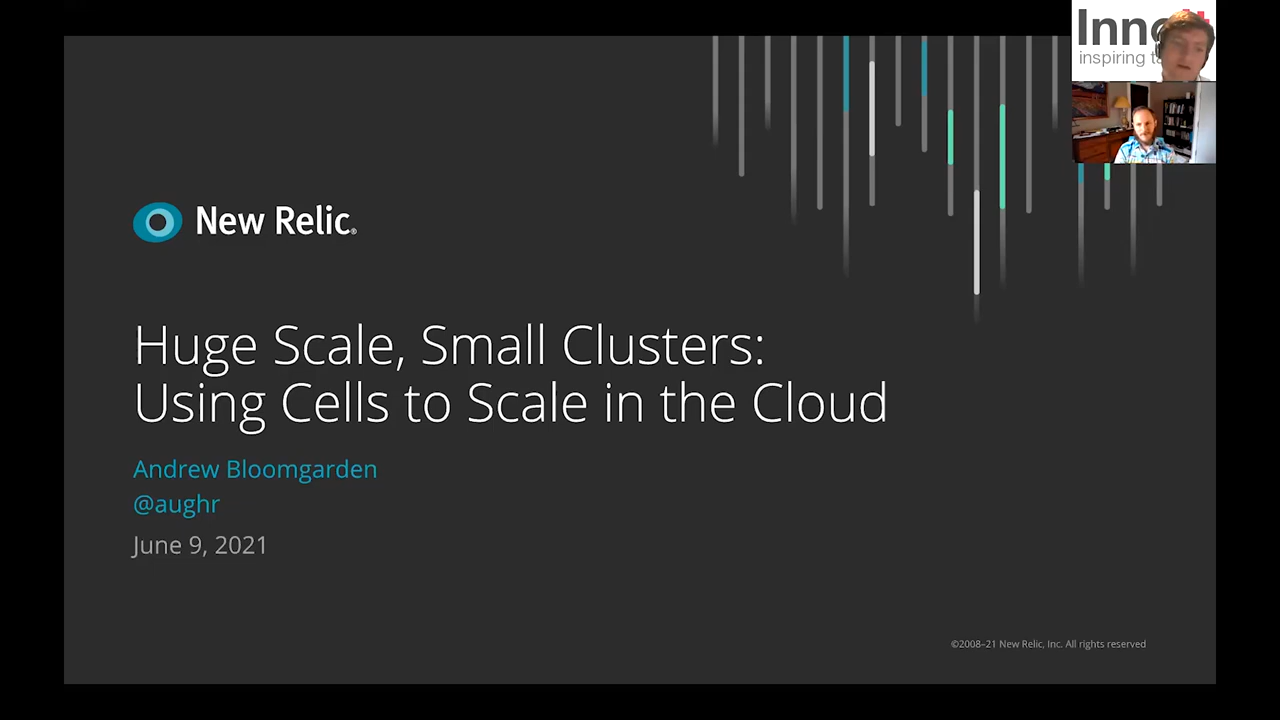 inspiring
New Relic®
Huge Scale, Small Clusters:
Using Cells to Scale in the Cloud
Andrew Bloomgarden
@aughr
June 9, 2021
©2008–21 New Relic, Inc. All rights reserved